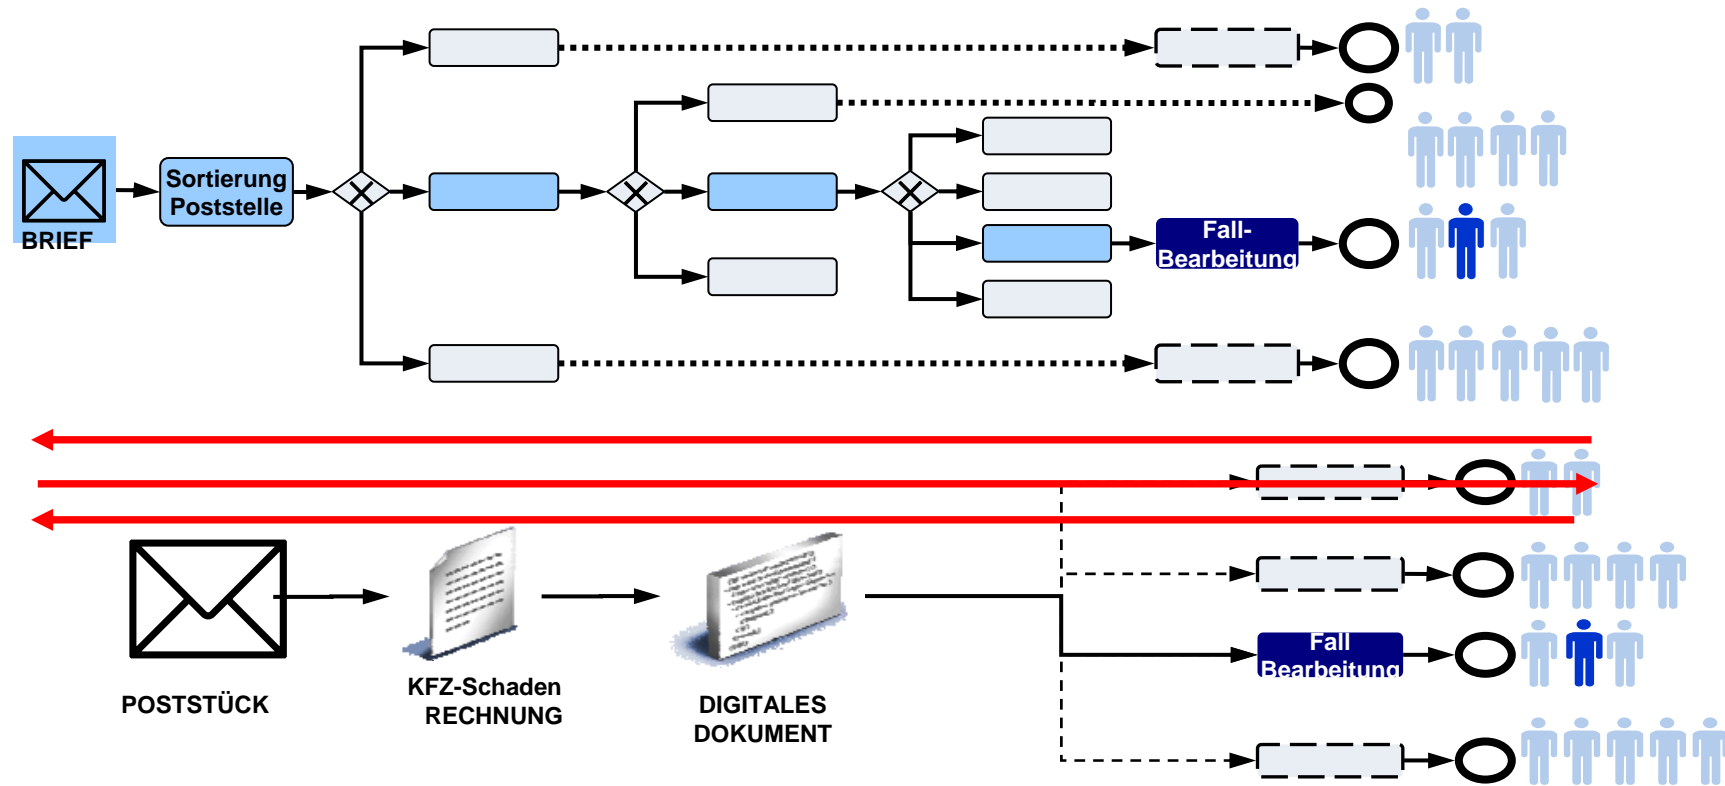 Sortierung
Poststelle
BRIEF
Fall-
Bearbeitung
POSTSTÜCK
KFZ-Schaden
RECHNUNG
DIGITALES
DOKUMENT
Fall
Bearbeitung